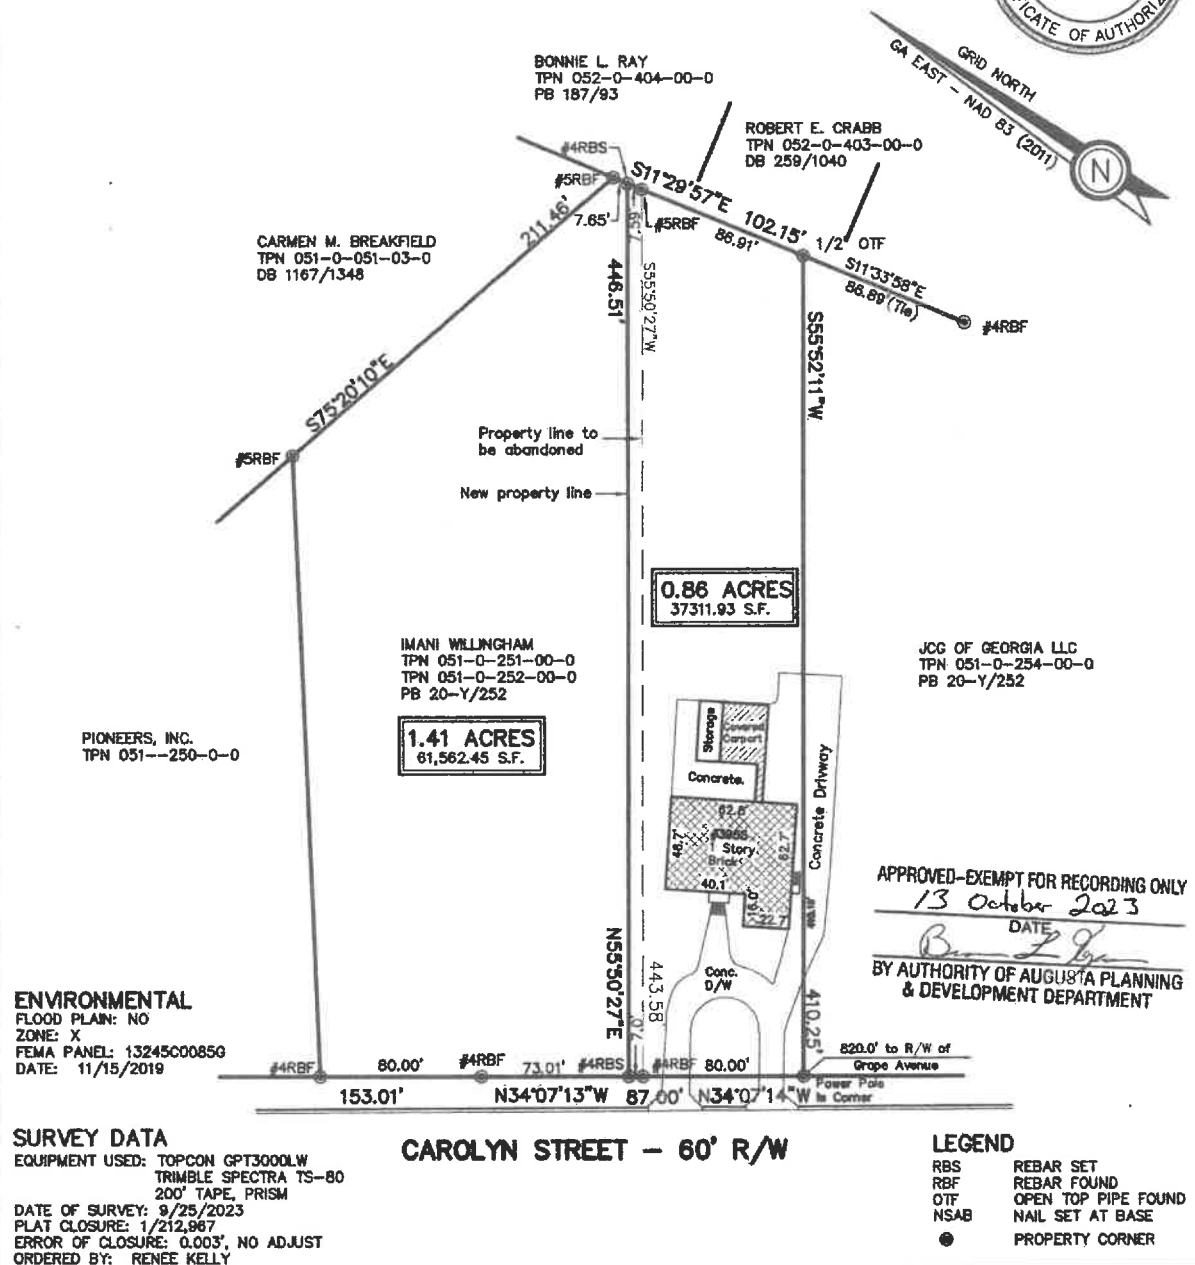 FICATE OF AUTHORIZ
GRID NORTH
GA EAST - NAD 83 (2011)
N
BONNIE L. RAY
TPN 052-0-404-00-0
PB 187/93
ROBERT E. CRABB
TPN 052-0-403-00-0
DB 259/1040
#4RBS
#5RBF
S11°29'57"E 102.15'
7.65'
7.59'
#5RBF
86.91'
1/2" OTF
S11°33'58"E
86.89 (Tie)
#4RBF
211.46'
S75°20'10"E
CARMEN M. BREAKFIELD
TPN 051-0-051-03-0
DB 1167/1348
446.51'
S55°50'27"W
S55°52'11"W
#5RBF
Property line to
be abandoned
New property line
0.86 ACRES
37311.93 S.F.
IMANI WILLINGHAM
TPN 051-0-251-00-0
TPN 051-0-252-00-0
PB 20-Y/252
JCG OF GEORGIA LLC
TPN 051-0-254-00-0
PB 20-Y/252
PIONEERS, INC.
TPN 051--250-0-0
1.41 ACRES
61,562.45 S.F.
Storage
Covered
Carport
Concrete.
Concrete Drivway
62.8'
48.7'
1 Story
Brick
62.7'
40.1'
16.0'
22.7'
Conc.
D/W
N55°50'27"E
443.58
7.0'
410.25'
APPROVED-EXEMPT FOR RECORDING ONLY
13 October 2023
DATE
BY AUTHORITY OF AUGUSTA PLANNING
& DEVELOPMENT DEPARTMENT
ENVIRONMENTAL
FLOOD PLAIN: NO
ZONE: X
FEMA PANEL: 13245C0085G
DATE: 11/15/2019
820.0' to R/W of
Grape Avenue
Power Pole
is Corner
#4RBF 80.00' #4RBF 73.01' #4RBS #4RBF 80.00'
153.01' N34°07'13"W 87.00' N34°07'14"W
CAROLYN STREET - 60' R/W
SURVEY DATA
EQUIPMENT USED: TOPCON GPT3000LW
TRIMBLE SPECTRA TS-80
200' TAPE, PRISM
DATE OF SURVEY: 9/25/2023
PLAT CLOSURE: 1/212,967
ERROR OF CLOSURE: 0.003', NO ADJUST
ORDERED BY: RENEE KELLY
LEGEND
RBS REBAR SET
RBF REBAR FOUND
OTF OPEN TOP PIPE FOUND
NSAB NAIL SET AT BASE
PROPERTY CORNER